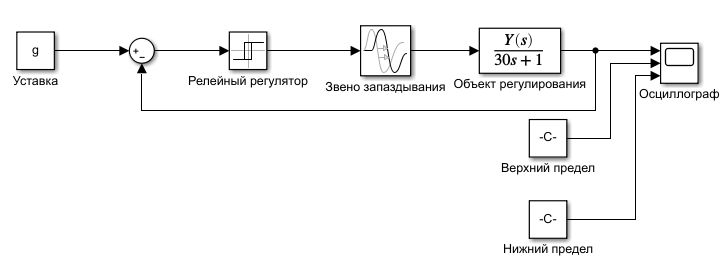 g
Уставка
+
−
Релейный регулятор
Звено запаздывания
Y(s)
30s + 1
Объект регулирования
Осциллограф
-C-
Верхний предел
-C-
Нижний предел